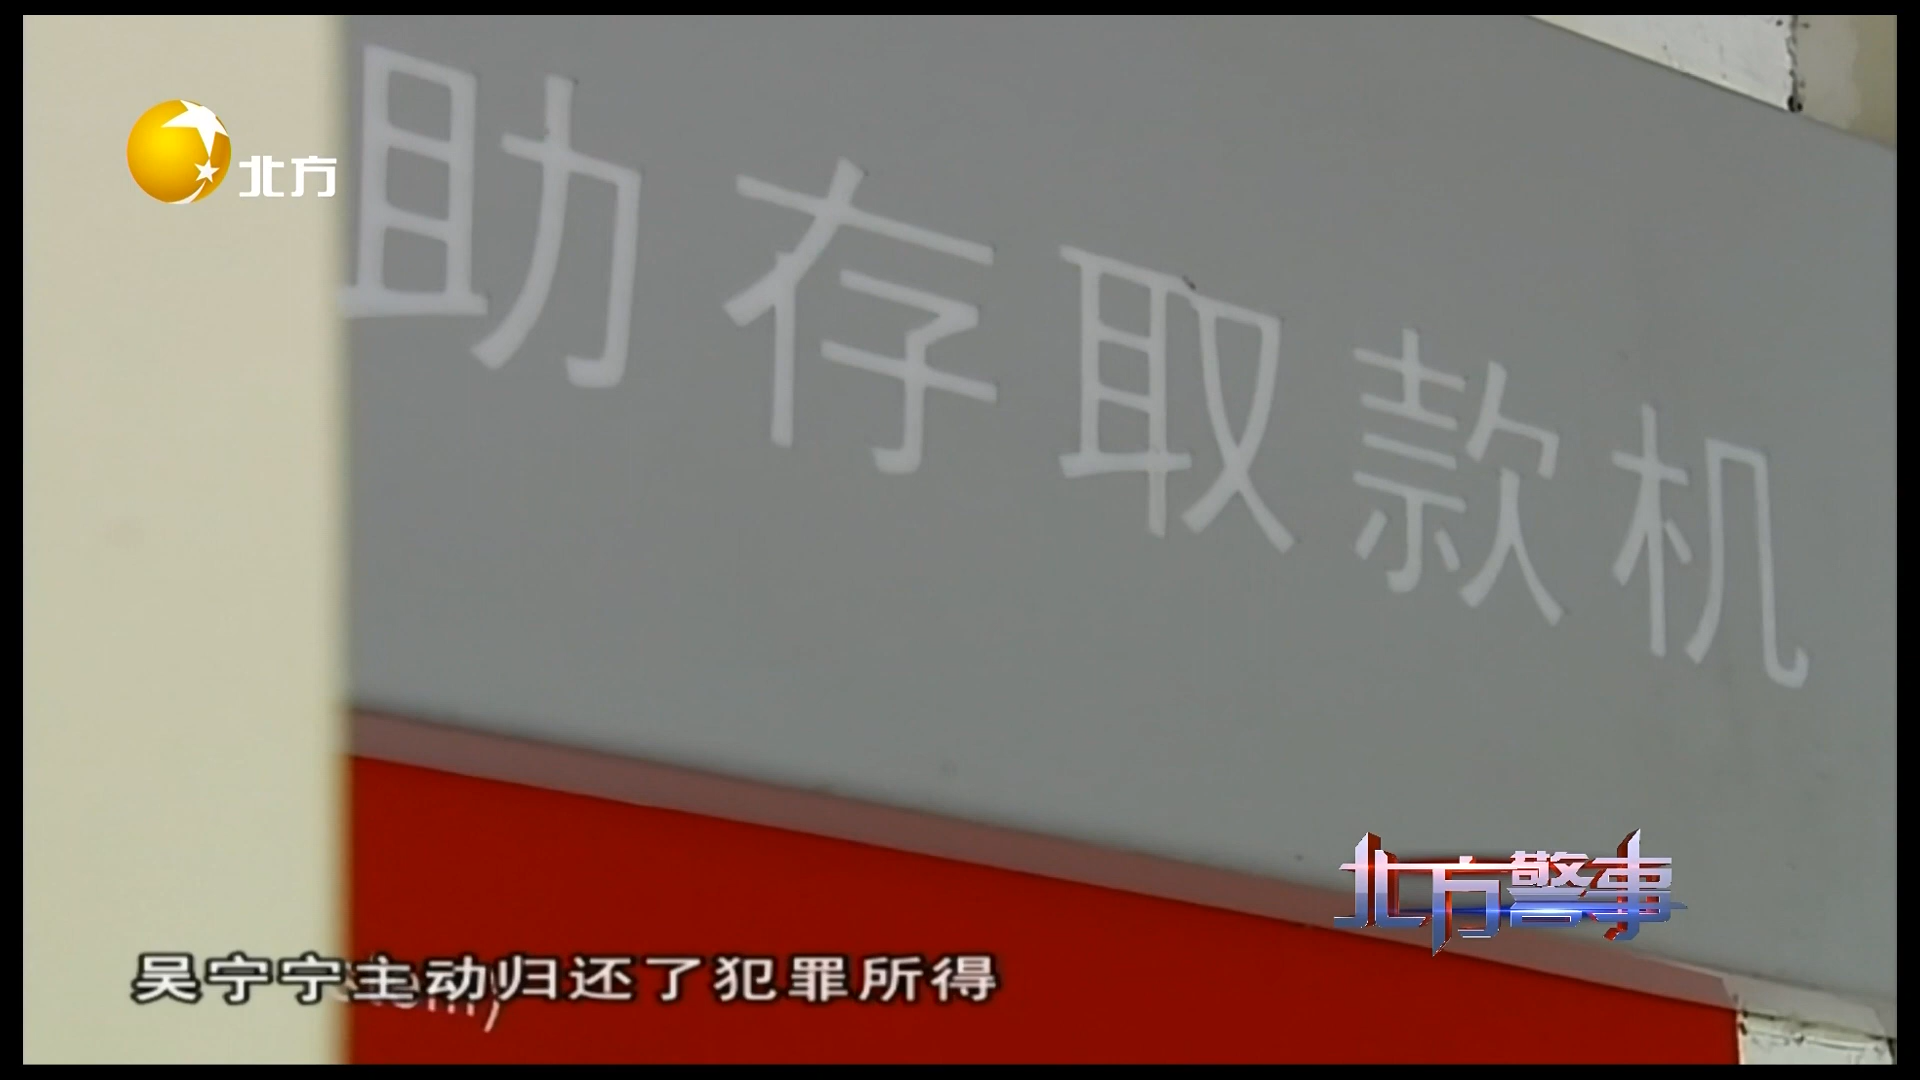 北方
助存取款机
北方警事
吴宁宁主动归还了犯罪所得